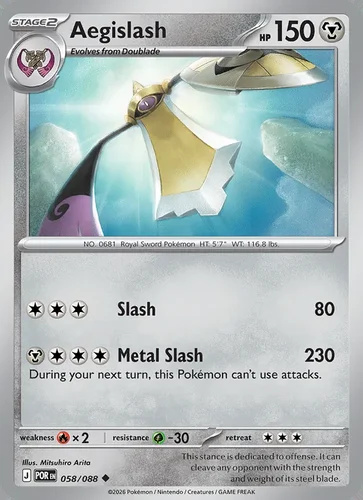 STAGE2 Aegislash HP 150
Evolves from Doublade
NO. 0681 Royal Sword Pokémon HT: 5'7" WT: 116.8 lbs.
Slash 80
Metal Slash 230
During your next turn, this Pokémon can't use attacks.
weakness ×2 resistance -30 retreat
Illus. Mitsuhiro Arita
J POR EN 058/088
This stance is dedicated to offense. It can
cleave any opponent with the strength
and weight of its steel blade.
©2026 Pokémon / Nintendo / Creatures / GAME FREAK